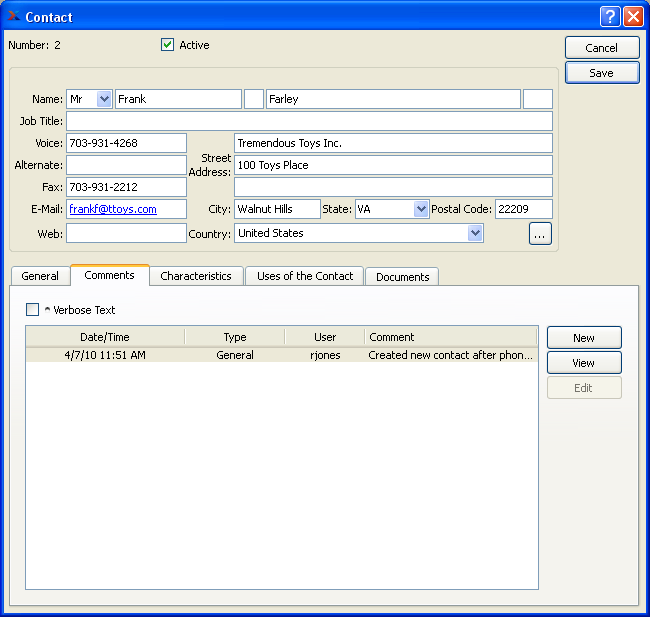 Contact
Number: 2 Active Cancel
Save
Name: Mr Frank Farley
Job Title:
Voice: 703-931-4268 Tremendous Toys Inc.
Alternate: Street Address: 100 Toys Place
Fax: 703-931-2212
E-Mail: frankf@ttoys.com City: Walnut Hills State: VA Postal Code: 22209
Web: Country: United States ...
General Comments Characteristics Uses of the Contact Documents
^ Verbose Text
Date/Time Type User Comment New
4/7/10 11:51 AM General rjones Created new contact after phon... View
Edit